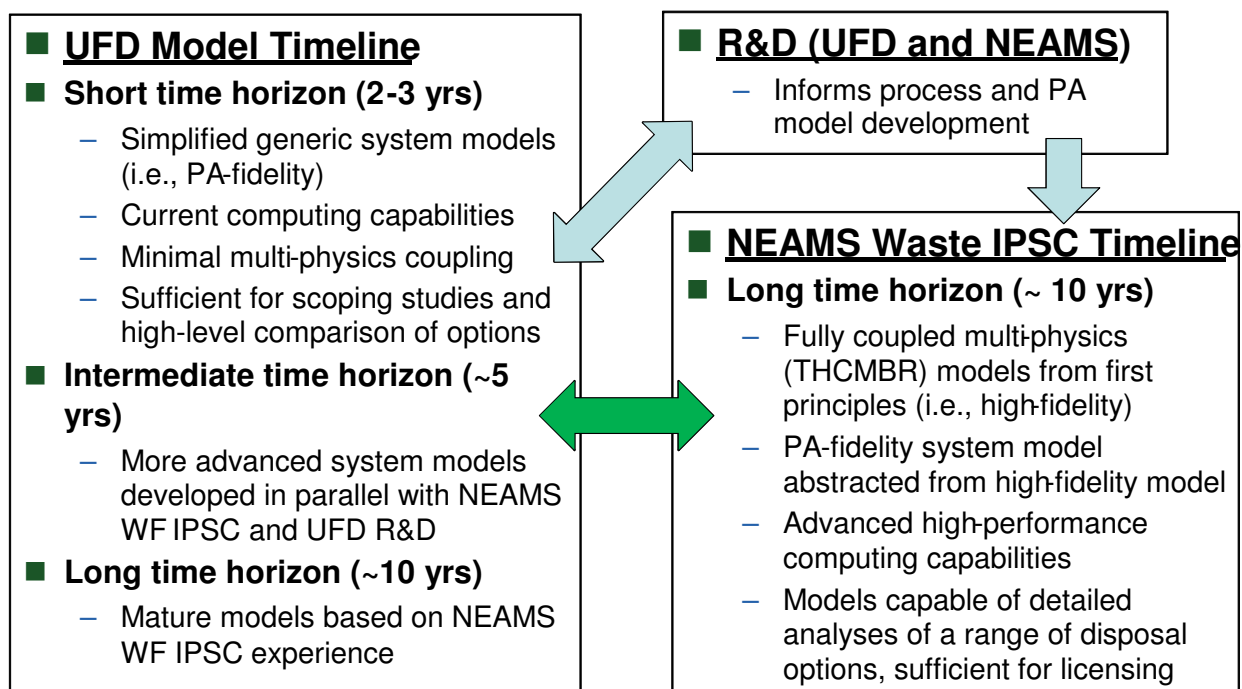 ■ UFD Model Timeline
■ Short time horizon (2-3 yrs)
– Simplified generic system models
(i.e., PA-fidelity)
– Current computing capabilities
– Minimal multi-physics coupling
– Sufficient for scoping studies and
high-level comparison of options
■ Intermediate time horizon (~5
yrs)
– More advanced system models
developed in parallel with NEAMS
WF IPSC and UFD R&D
■ Long time horizon (~10 yrs)
– Mature models based on NEAMS
WF IPSC experience
■ R&D (UFD and NEAMS)
– Informs process and PA
model development
■ NEAMS Waste IPSC Timeline
■ Long time horizon (~ 10 yrs)
– Fully coupled multi-physics
(THCMBR) models from first
principles (i.e., high-fidelity)
– PA-fidelity system model
abstracted from high-fidelity model
– Advanced high-performance
computing capabilities
– Models capable of detailed
analyses of a range of disposal
options, sufficient for licensing